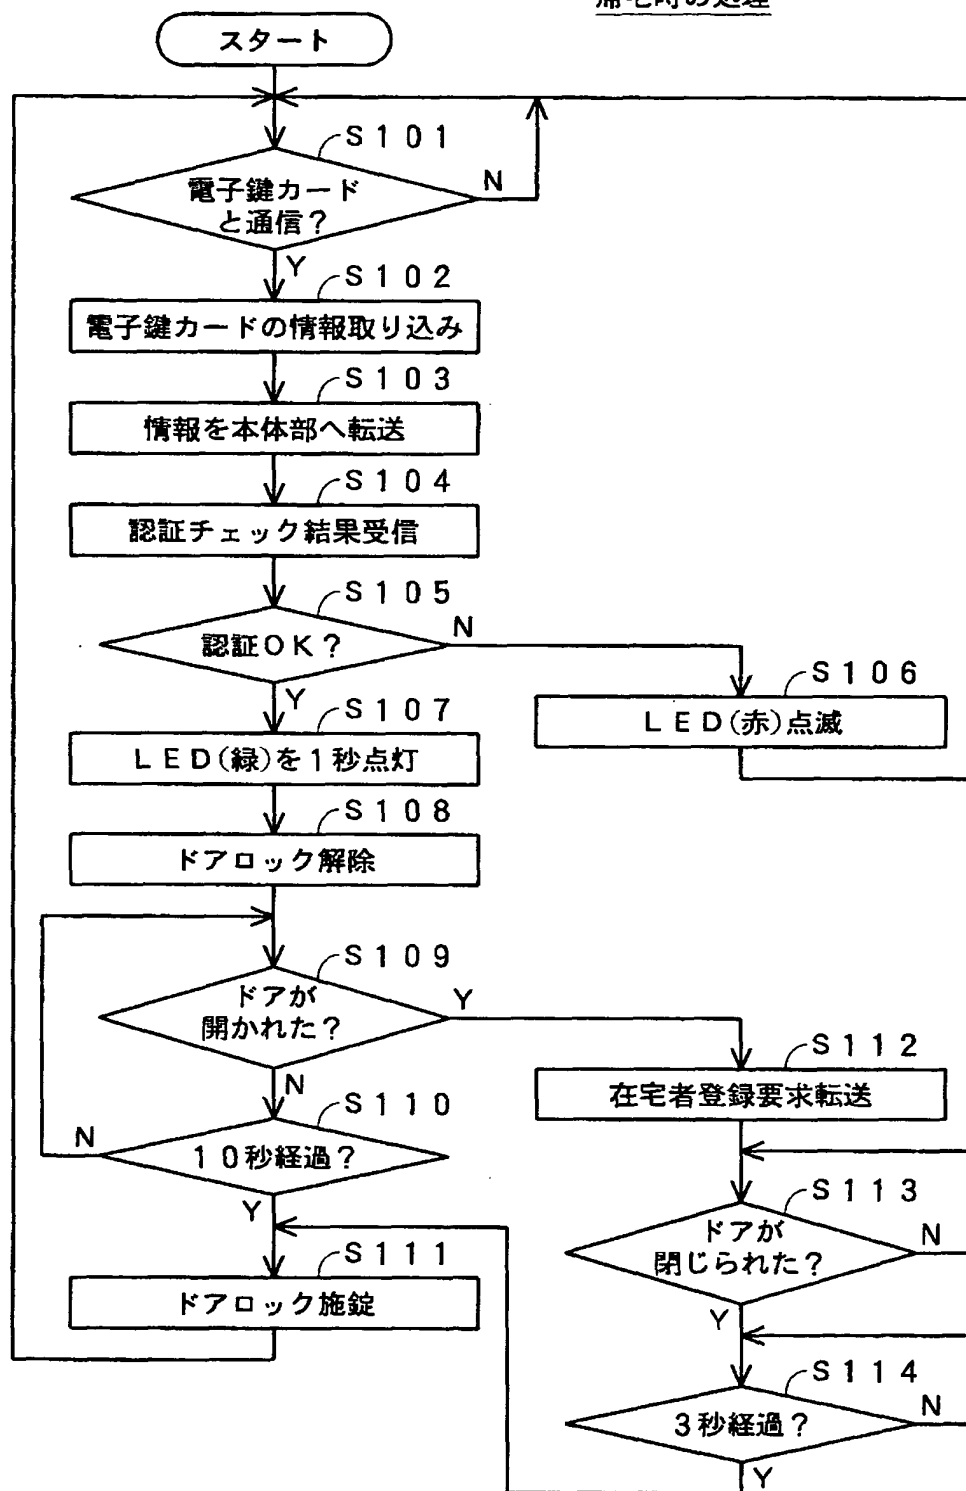 帰宅時の処理
スタート
S101
電子鍵カード
と通信？
N
Y
S102
電子鍵カードの情報取り込み
S103
情報を本体部へ転送
S104
認証チェック結果受信
S105
認証OK？
N
Y
S106
LED(赤)点滅
S107
LED(緑)を1秒点灯
S108
ドアロック解除
S109
ドアが
開かれた？
Y
N
S110
10秒経過？
N
Y
S111
ドアロック施錠
S112
在宅者登録要求転送
S113
ドアが
閉じられた？
N
Y
S114
3秒経過？
N
Y